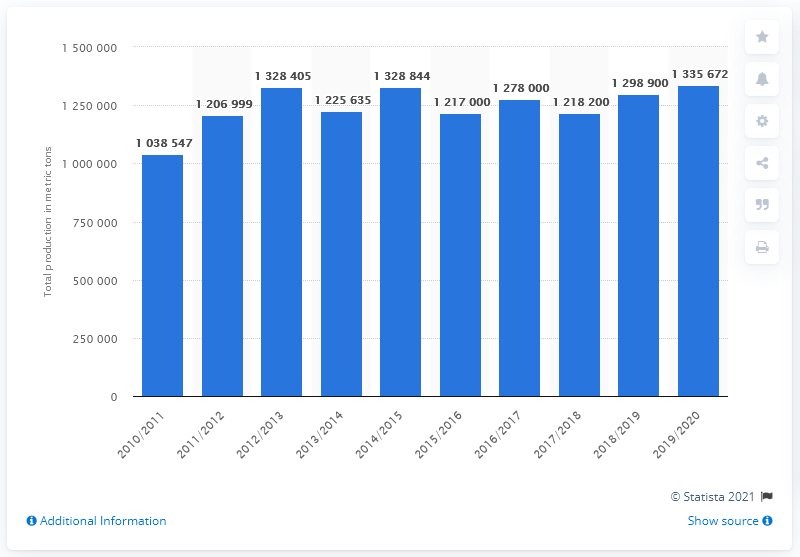 1 500 000
1 250 000
1 000 000
750 000
500 000
250 000
0
Total production in metric tons
1 038 547
1 206 999
1 328 405
1 225 635
1 328 844
1 217 000
1 278 000
1 218 200
1 298 900
1 335 672
2010/2011
2011/2012
2012/2013
2013/2014
2014/2015
2015/2016
2016/2017
2017/2018
2018/2019
2019/2020
© Statista 2021
Additional Information
Show source